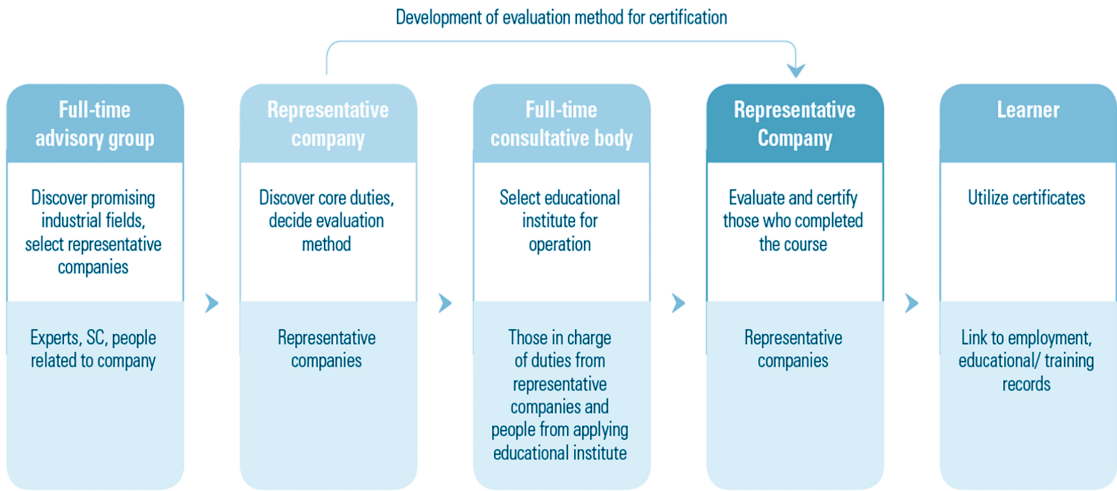 Development of evaluation method for certification
Full-time
advisory group
Discover promising
industrial fields,
select representative
companies
Experts, SC, people
related to company
Representative
company
Discover core duties,
decide evaluation
method
Representative
companies
Full-time
consultative body
Select educational
institute for
operation
Those in charge
of duties from
representative
companies and
people from applying
educational institute
Representative
Company
Evaluate and certify
those who completed
the course
Representative
companies
Learner
Utilize certificates
Link to employment,
educational/ training
records